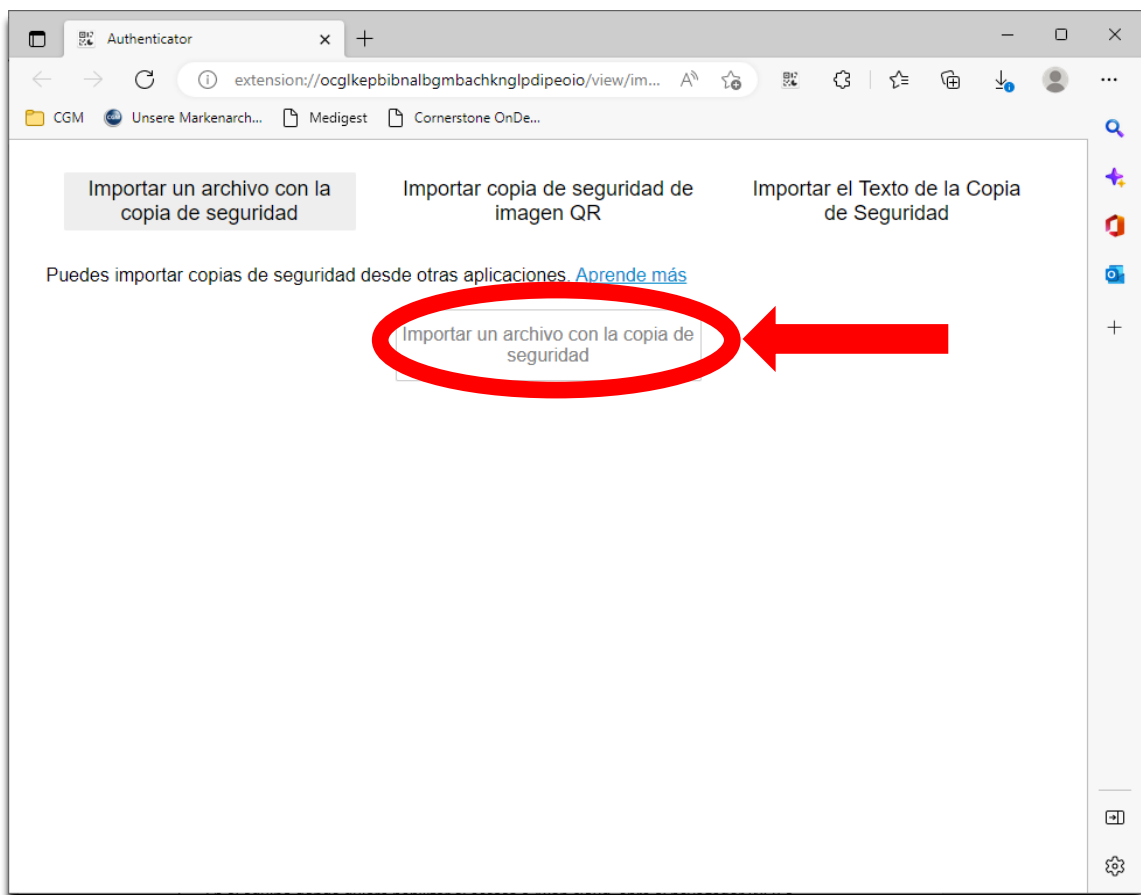 Authenticator
extension://ocglkepbibnalbgmbachknglpdipeoio/view/im...
CGM
Unsere Markenarch...
Medigest
Cornerstone OnDe...
Importar un archivo con la
copia de seguridad
Importar copia de seguridad de
imagen QR
Importar el Texto de la Copia
de Seguridad
Puedes importar copias de seguridad desde otras aplicaciones. Aprende más
Importar un archivo con la copia de
seguridad